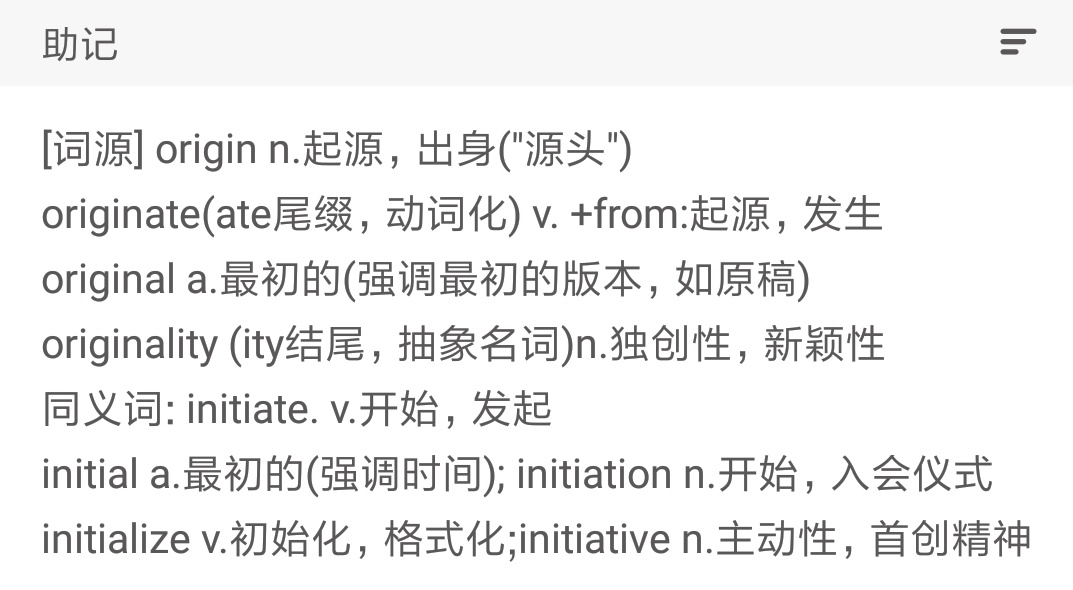 助记
[词源] origin n.起源，出身("源头")
originate(ate尾缀，动词化) v. +from:起源，发生
original a.最初的(强调最初的版本，如原稿)
originality (ity结尾，抽象名词)n.独创性，新颖性
同义词: initiate. v.开始，发起
initial a.最初的(强调时间); initiation n.开始，入会仪式
initialize v.初始化，格式化;initiative n.主动性，首创精神